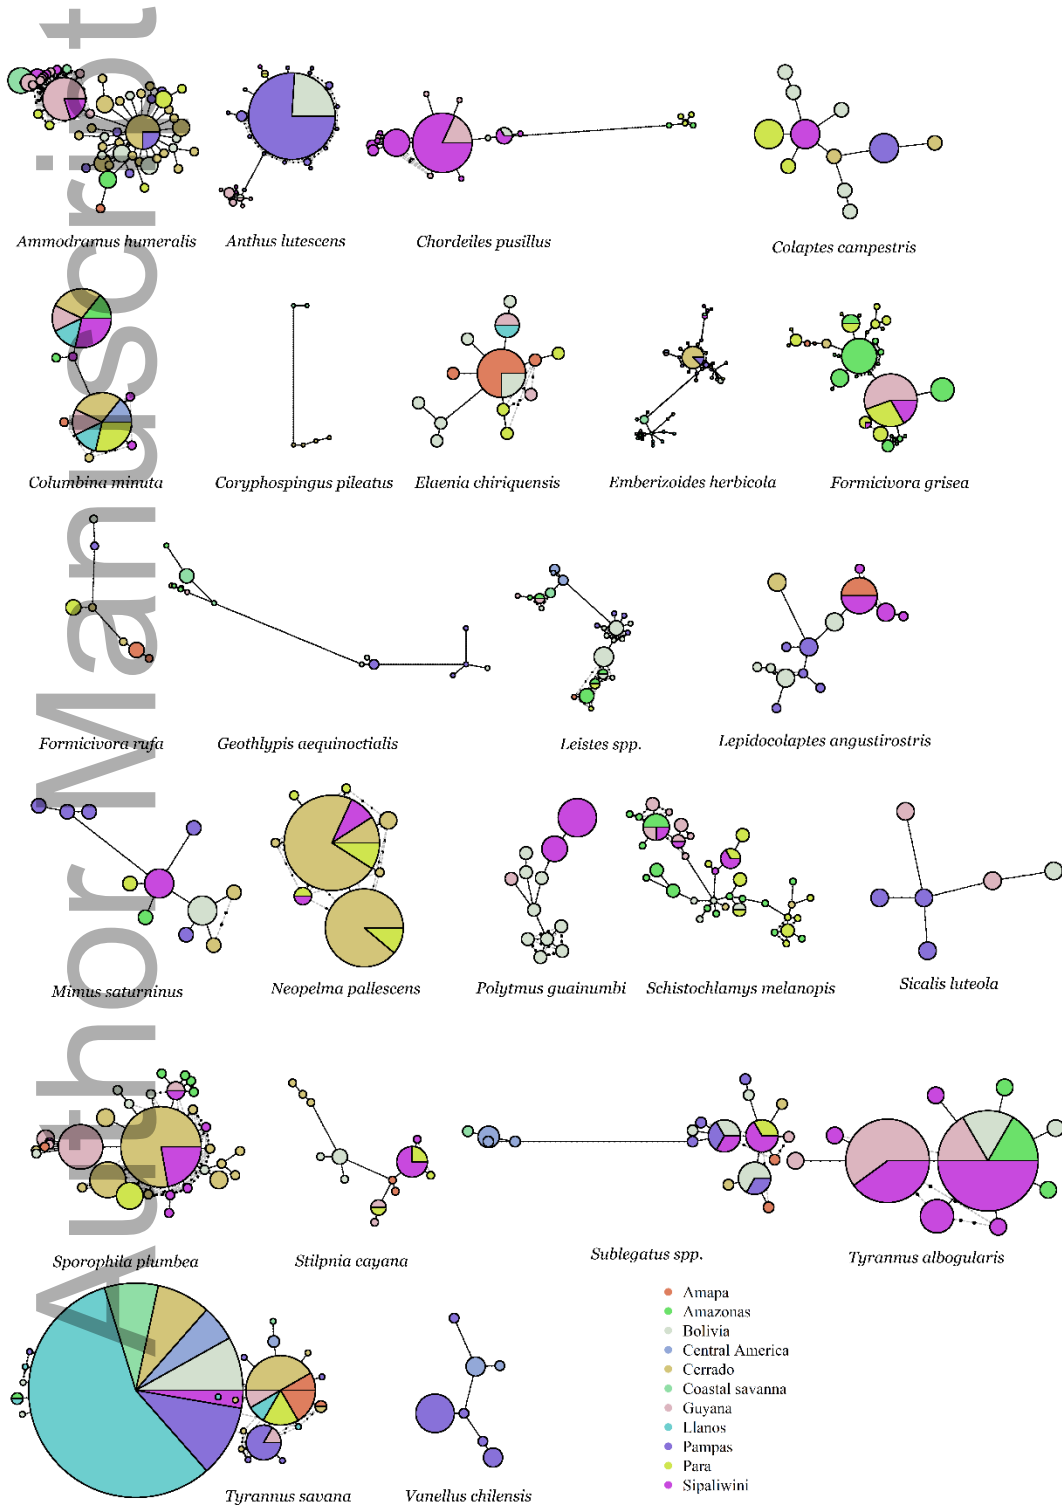 Author Manuscript
Ammodramus humeralis
Anthus lutescens
Chordeiles pusillus
Colaptes campestris
Columbina minuta
Coryphospingus pileatus
Elaenia chiriquensis
Emberizoides herbicola
Formicivora grisea
Formicivora rufa
Geothlypis aequinoctialis
Leistes spp.
Lepidocolaptes angustirostris
Mimus saturninus
Neopelma pallescens
Polytmus guainumbi
Schistochlamys melanopis
Sicalis luteola
Sporophila plumbea
Stilpnia cayana
Sublegatus spp.
Tyrannus albogularis
Amapa
Amazonas
Bolivia
Central America
Cerrado
Coastal savanna
Guyana
Llanos
Pampas
Para
Sipaliwini
Tyrannus savana
Vanellus chilensis